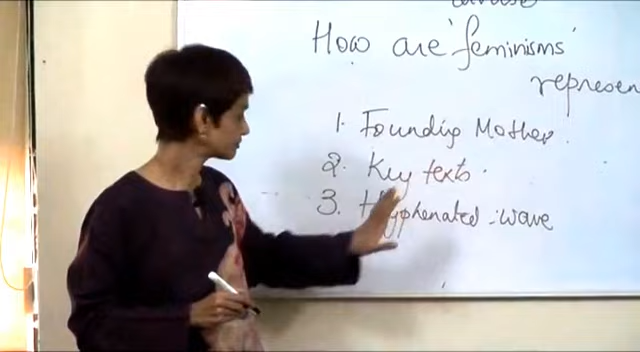 How are 'feminisms'
represen
1. Founding Mother.
2. Key texts.
3. Hyphenated -wave